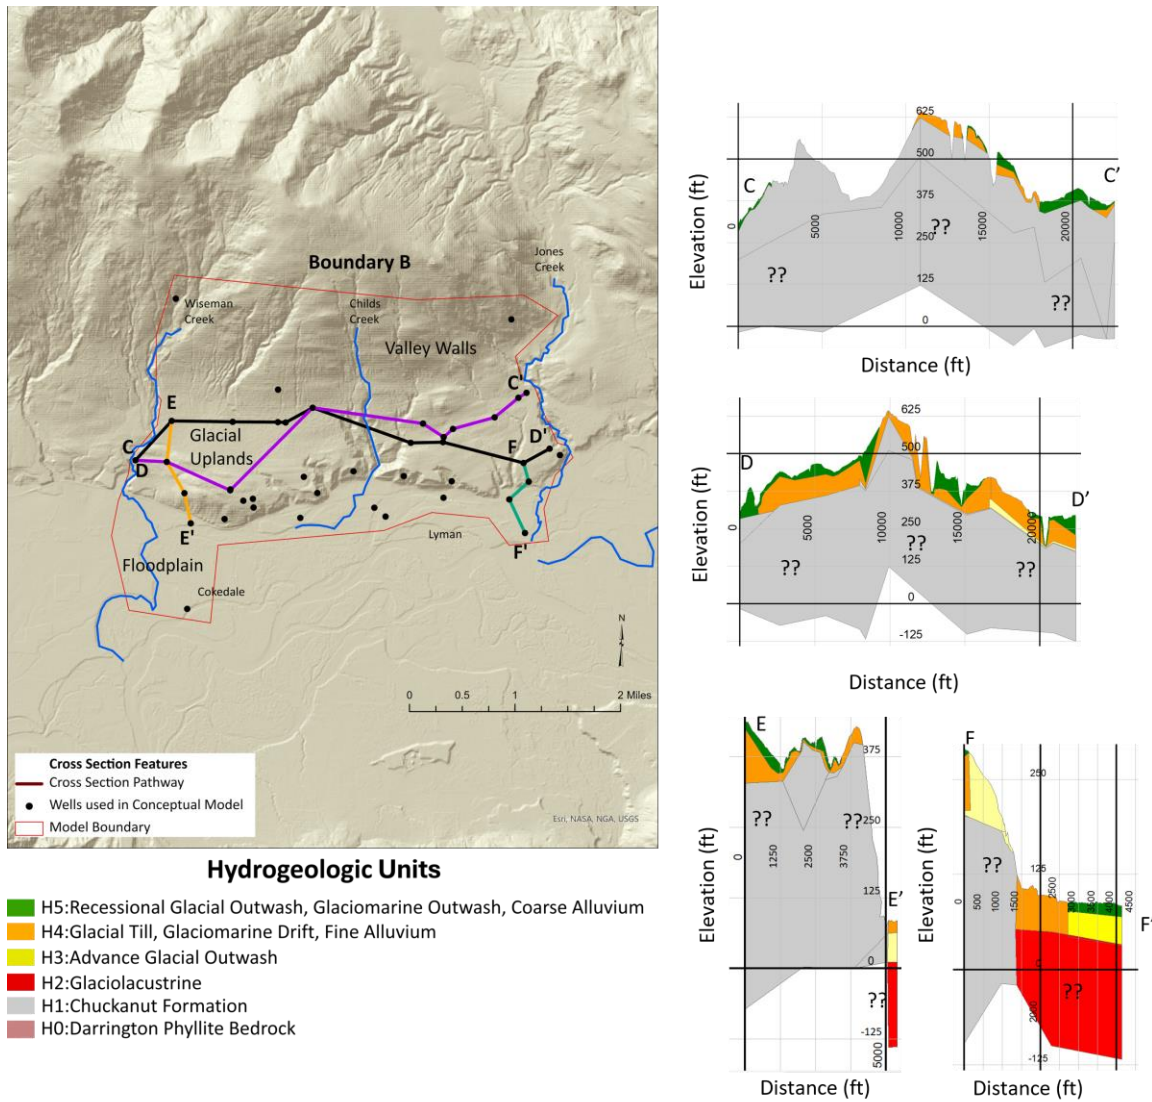 Boundary B
Jones
Creek
Wiseman
Creek
Childs
Creek
Valley Walls
C'
E
Glacial
Uplands
C
D
F
D'
E'
Lyman
F'
Floodplain
Cokedale
N
0 0.5 1 2 Miles
Cross Section Features
Cross Section Pathway
Wells used in Conceptual Model
Model Boundary
Esri, NASA, NGA, USGS
Hydrogeologic Units
H5:Recessional Glacial Outwash, Glaciomarine Outwash, Coarse Alluvium
H4:Glacial Till, Glaciomarine Drift, Fine Alluvium
H3:Advance Glacial Outwash
H2:Glaciolacustrine
H1:Chuckanut Formation
H0:Darrington Phyllite Bedrock
Elevation (ft)
C
C'
625
500
375
250
125
0
0 5000 10000 15000 20000
??
??
??
Distance (ft)
Elevation (ft)
D
D'
625
500
375
250
125
0
-125
0 5000 10000 15000 20000
??
??
??
Distance (ft)
Elevation (ft)
E
E'
375
250
125
0
-125
0 1250 2500 3750 5000
??
??
??
Distance (ft)
Elevation (ft)
F
F'
250
125
0
-125
0 500 1000 1500 2000 2500 3000 3500 4000 4500
??
??
Distance (ft)